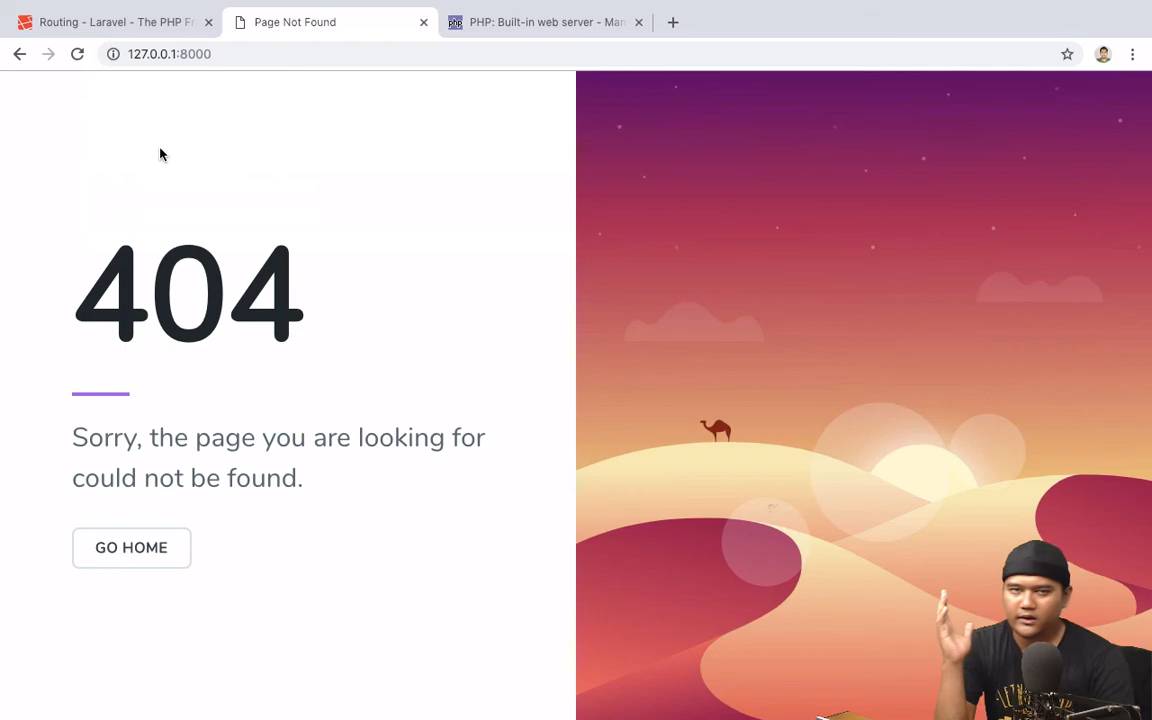 Routing - Laravel - The PHP Fr
Page Not Found
PHP: Built-in web server - Man
127.0.0.1:8000
404
Sorry, the page you are looking for
could not be found.
GO HOME